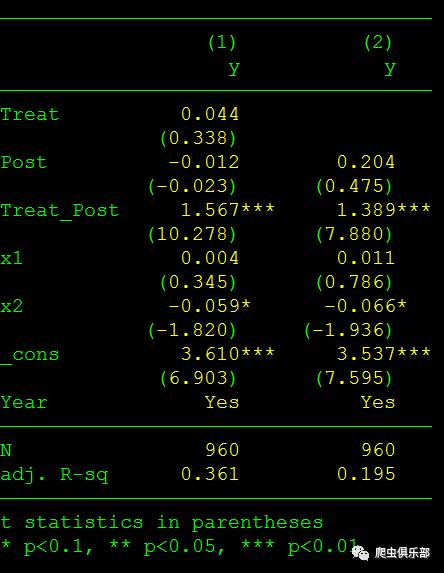 (1) (2)
y y
Treat 0.044
(0.338)
Post -0.012 0.204
(-0.023) (0.475)
Treat_Post 1.567*** 1.389***
(10.278) (7.880)
x1 0.004 0.011
(0.345) (0.786)
x2 -0.059* -0.066*
(-1.820) (-1.936)
_cons 3.610*** 3.537***
(6.903) (7.595)
Year Yes Yes
N 960 960
adj. R-sq 0.361 0.195
t statistics in parentheses
* p<0.1, ** p<0.05, *** p<0.01
爬虫俱乐部